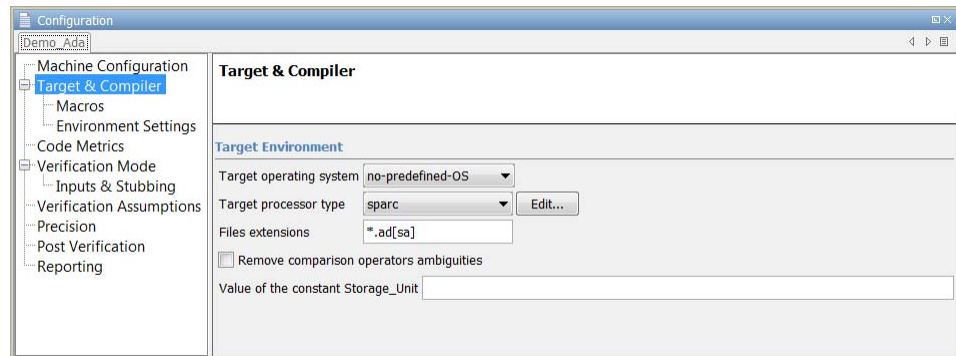 Configuration
Demo_Ada
Machine Configuration
Target & Compiler
Macros
Environment Settings
Code Metrics
Verification Mode
Inputs & Stubbing
Verification Assumptions
Precision
Post Verification
Reporting
Target & Compiler
Target Environment
Target operating system no-predefined-OS
Target processor type sparc Edit...
Files extensions *.ad[sa]
Remove comparison operators ambiguities
Value of the constant Storage_Unit